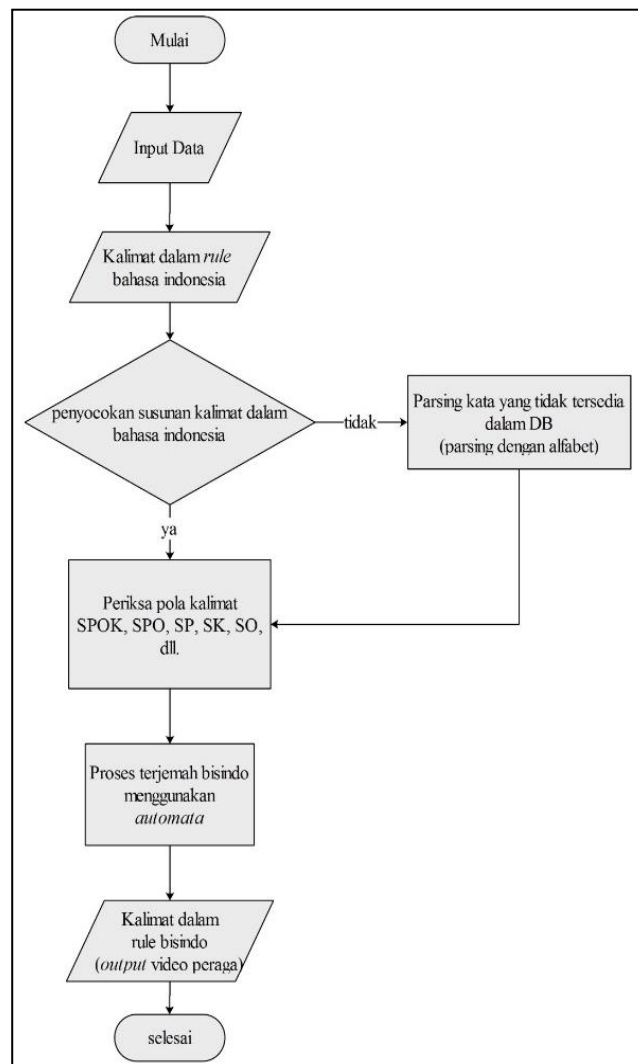 Mulai
Input Data
Kalimat dalam rule
bahasa indonesia
penyocokan susunan kalimat dalam
bahasa indonesia
tidak
Parsing kata yang tidak tersedia
dalam DB
(parsing dengan alfabet)
ya
Periksa pola kalimat
SPOK, SPO, SP, SK, SO,
dll.
Proses terjemah bisindo
menggunakan
automata
Kalimat dalam
rule bisindo
(output video peraga)
selesai